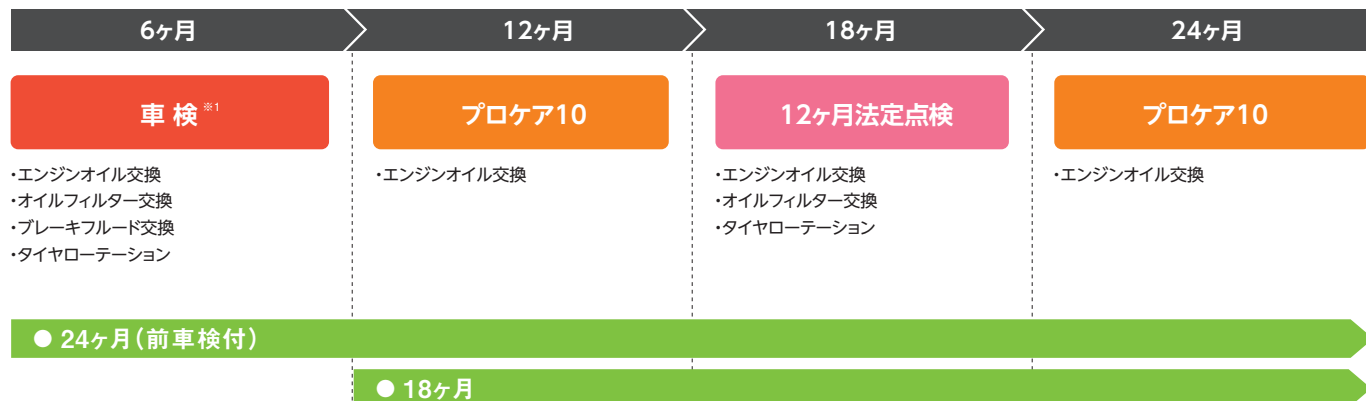 6ヶ月
12ヶ月
18ヶ月
24ヶ月
車検※1
プロケア10
12ヶ月法定点検
プロケア10
・エンジンオイル交換
・オイルフィルター交換
・ブレーキフルード交換
・タイヤローテーション
・エンジンオイル交換
・エンジンオイル交換
・オイルフィルター交換
・タイヤローテーション
・エンジンオイル交換
● 24ヶ月(前車検付)
● 18ヶ月